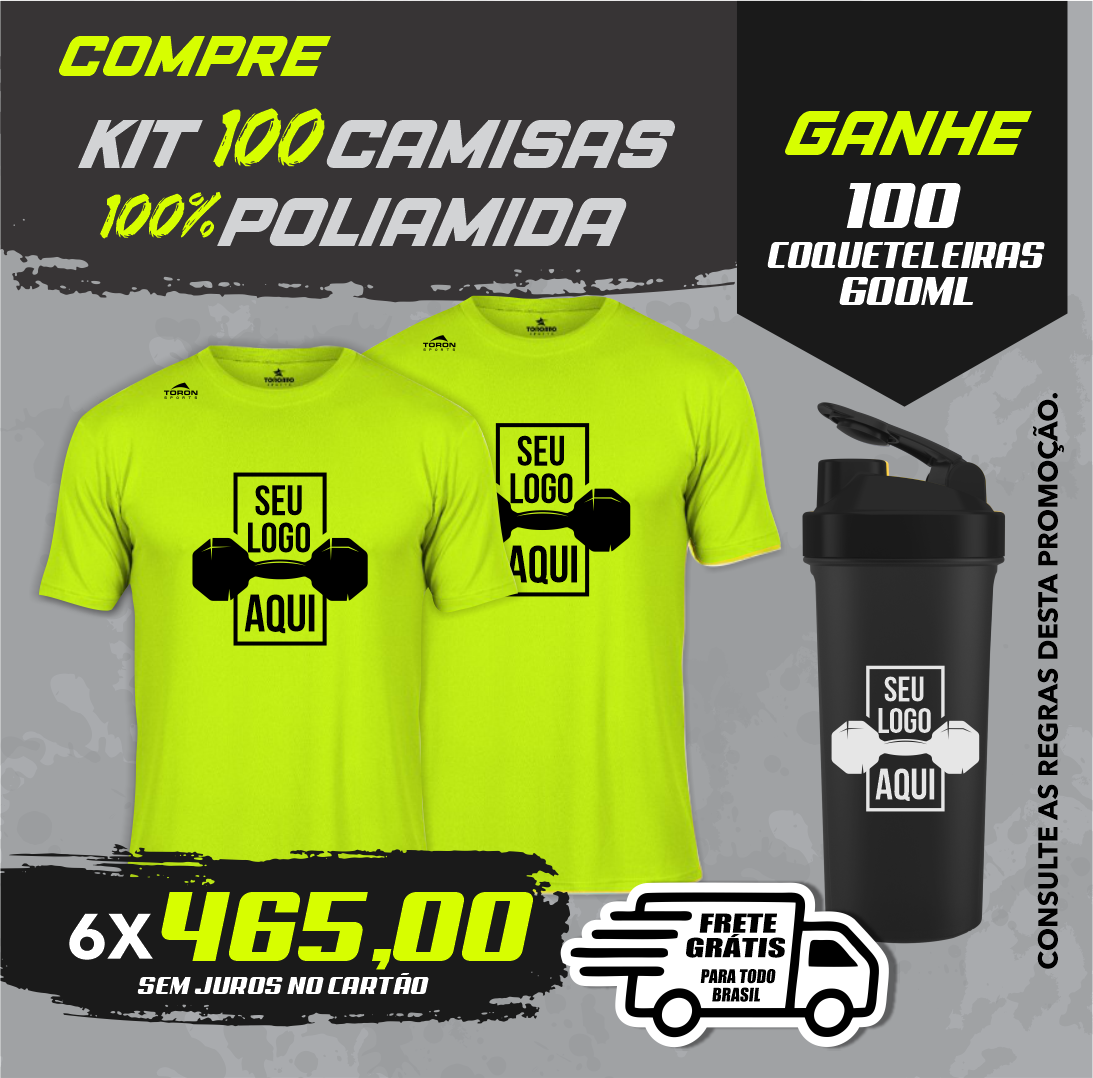 COMPRE
KIT 100 CAMISAS
100% POLIAMIDA
GANHE
100
COQUETELEIRAS
600ML
TORON
SPORTS
SEU
LOGO
AQUI
TORON
SPORTS
SEU
LOGO
AQUI
SEU
LOGO
AQUI
CONSULTE AS REGRAS DESTA PROMOÇÃO.
6X 465,00
SEM JUROS NO CARTÃO
FRETE
GRÁTIS
PARA TODO
BRASIL